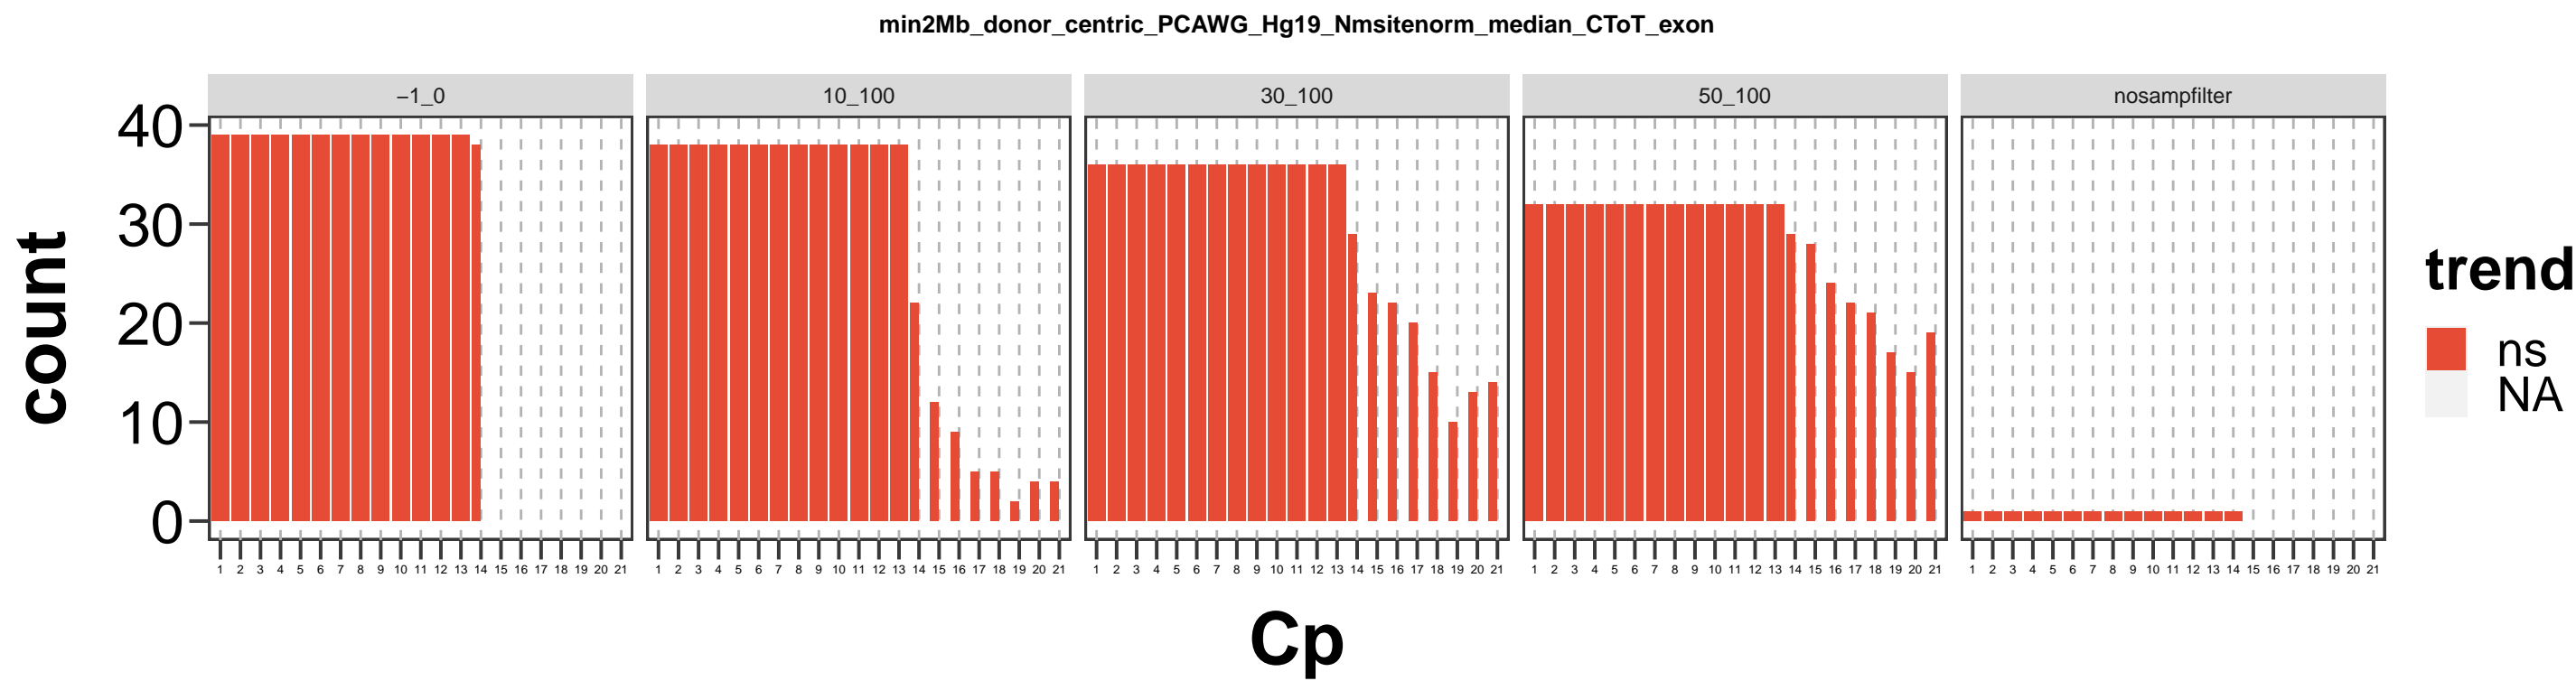 min2Mb_donor_centric_PCAWG_Hg19_Nmsitenorm_median_CToT_exon
−1_0 10_100 30_100 50_100 nosampfilter
40
30
20
10
0
count
1 2 3 4 5 6 7 8 9 10 11 12 13 14 15 16 17 18 19 20 21 1 2 3 4 5 6 7 8 9 10 11 12 13 14 15 16 17 18 19 20 21 1 2 3 4 5 6 7 8 9 10 11 12 13 14 15 16 17 18 19 20 21 1 2 3 4 5 6 7 8 9 10 11 12 13 14 15 16 17 18 19 20 21 1 2 3 4 5 6 7 8 9 10 11 12 13 14 15 16 17 18 19 20 21
Cp
trend
ns
NA